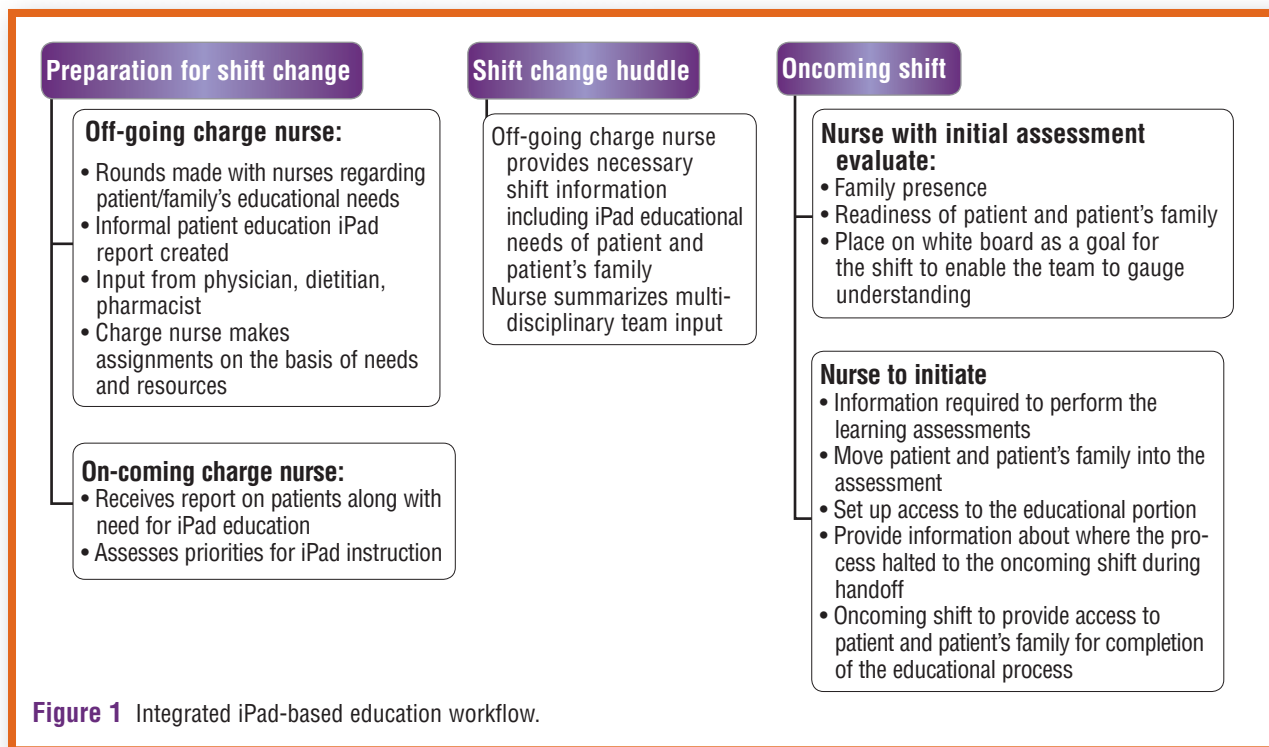 Preparation for shift change
Off-going charge nurse:
• Rounds made with nurses regarding
patient/family's educational needs
• Informal patient education iPad
report created
• Input from physician, dietitian,
pharmacist
• Charge nurse makes
assignments on the basis of needs
and resources
On-coming charge nurse:
• Receives report on patients along with
need for iPad education
• Assesses priorities for iPad instruction
Shift change huddle
Off-going charge nurse
provides necessary
shift information
including iPad educational
needs of patient and
patient's family
Nurse summarizes multi-
disciplinary team input
Oncoming shift
Nurse with initial assessment
evaluate:
• Family presence
• Readiness of patient and patient's family
• Place on white board as a goal for
the shift to enable the team to gauge
understanding
Nurse to initiate
• Information required to perform the
learning assessments
• Move patient and patient's family into the
assessment
• Set up access to the educational portion
• Provide information about where the pro-
cess halted to the oncoming shift during
handoff
• Oncoming shift to provide access to
patient and patient's family for completion
of the educational process
Figure 1 Integrated iPad-based education workflow.